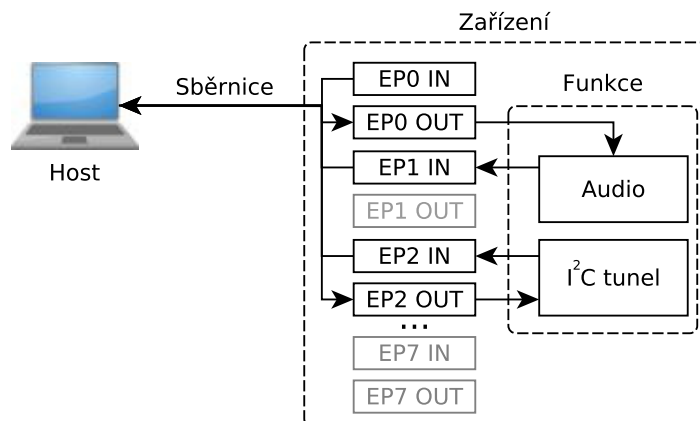 Zařízení
Sběrnice
Host
EP0 IN
EP0 OUT
EP1 IN
EP1 OUT
EP2 IN
EP2 OUT
...
EP7 IN
EP7 OUT
Funkce
Audio
I²C tunel